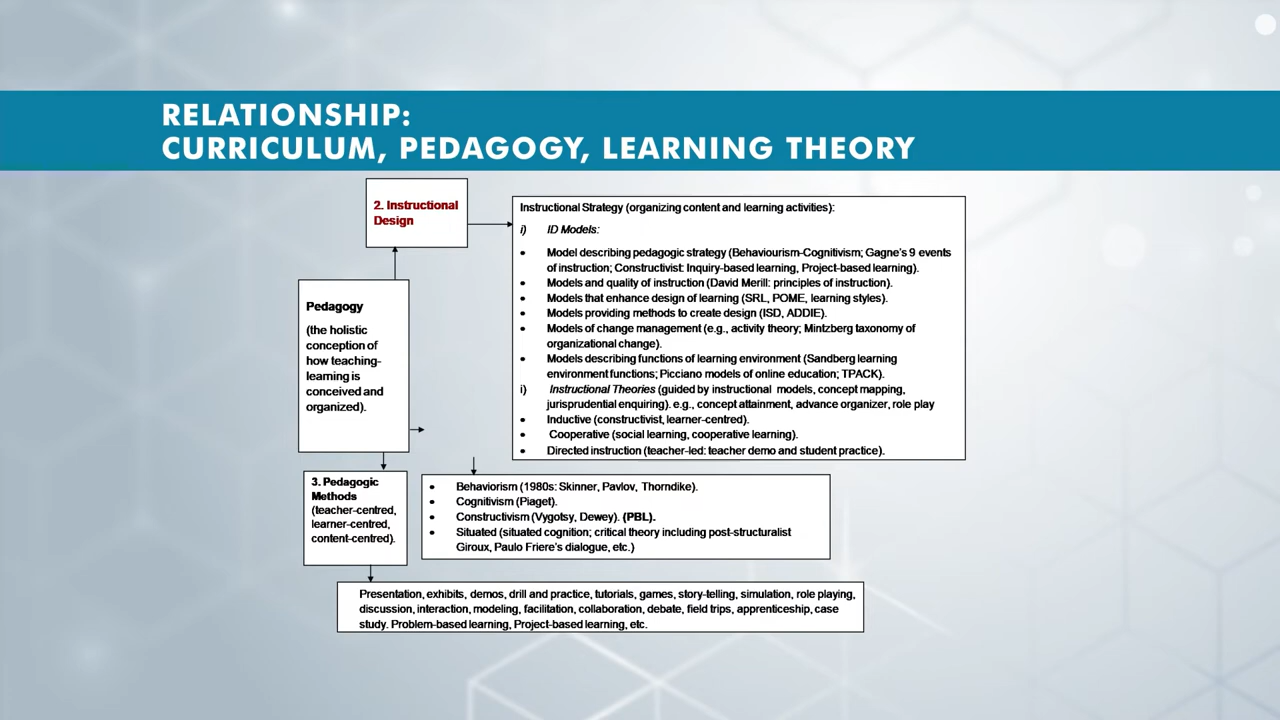 RELATIONSHIP:
CURRICULUM, PEDAGOGY, LEARNING THEORY
2. Instructional
Design
Instructional Strategy (organizing content and learning activities):
i) ID Models:
• Model describing pedagogic strategy (Behaviourism-Cognitivism; Gagne's 9 events
of instruction; Constructivist: Inquiry-based learning, Project-based learning).
• Models and quality of instruction (David Merill: principles of instruction).
• Models that enhance design of learning (SRL, POME, learning styles).
• Models providing methods to create design (ISD, ADDIE).
• Models of change management (e.g., activity theory; Mintzberg taxonomy of
organizational change).
• Models describing functions of learning environment (Sandberg learning
environment functions; Picciano models of online education; TPACK).
i) Instructional Theories (guided by instructional models, concept mapping,
jurisprudential enquiring). e.g., concept attainment, advance organizer, role play
• Inductive (constructivist, learner-centred).
• Cooperative (social learning, cooperative learning).
• Directed instruction (teacher-led: teacher demo and student practice).
Pedagogy
(the holistic
conception of
how teaching-
learning is
conceived and
organized).
3. Pedagogic
Methods
(teacher-centred,
learner-centred,
content-centred).
• Behaviorism (1980s: Skinner, Pavlov, Thorndike).
• Cognitivism (Piaget).
• Constructivism (Vygotsy, Dewey). (PBL).
• Situated (situated cognition; critical theory including post-structuralist
Giroux, Paulo Friere's dialogue, etc.)
Presentation, exhibits, demos, drill and practice, tutorials, games, story-telling, simulation, role playing,
discussion, interaction, modeling, facilitation, collaboration, debate, field trips, apprenticeship, case
study. Problem-based learning, Project-based learning, etc.